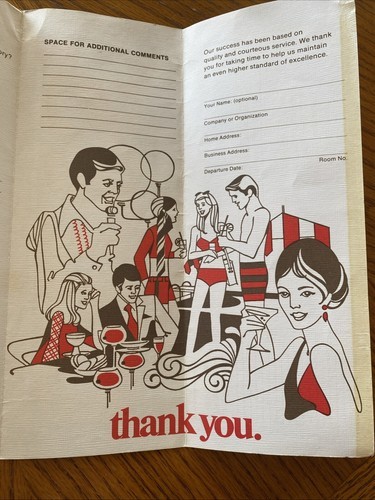 SPACE FOR ADDITIONAL COMMENTS
Our success has been based on
quality and courteous service. We thank
you for taking time to help us maintain
an even higher standard of excellence.
Your Name: (optional)
Company or Organization
Home Address:
Business Address:
Departure Date: Room No.
thank you.